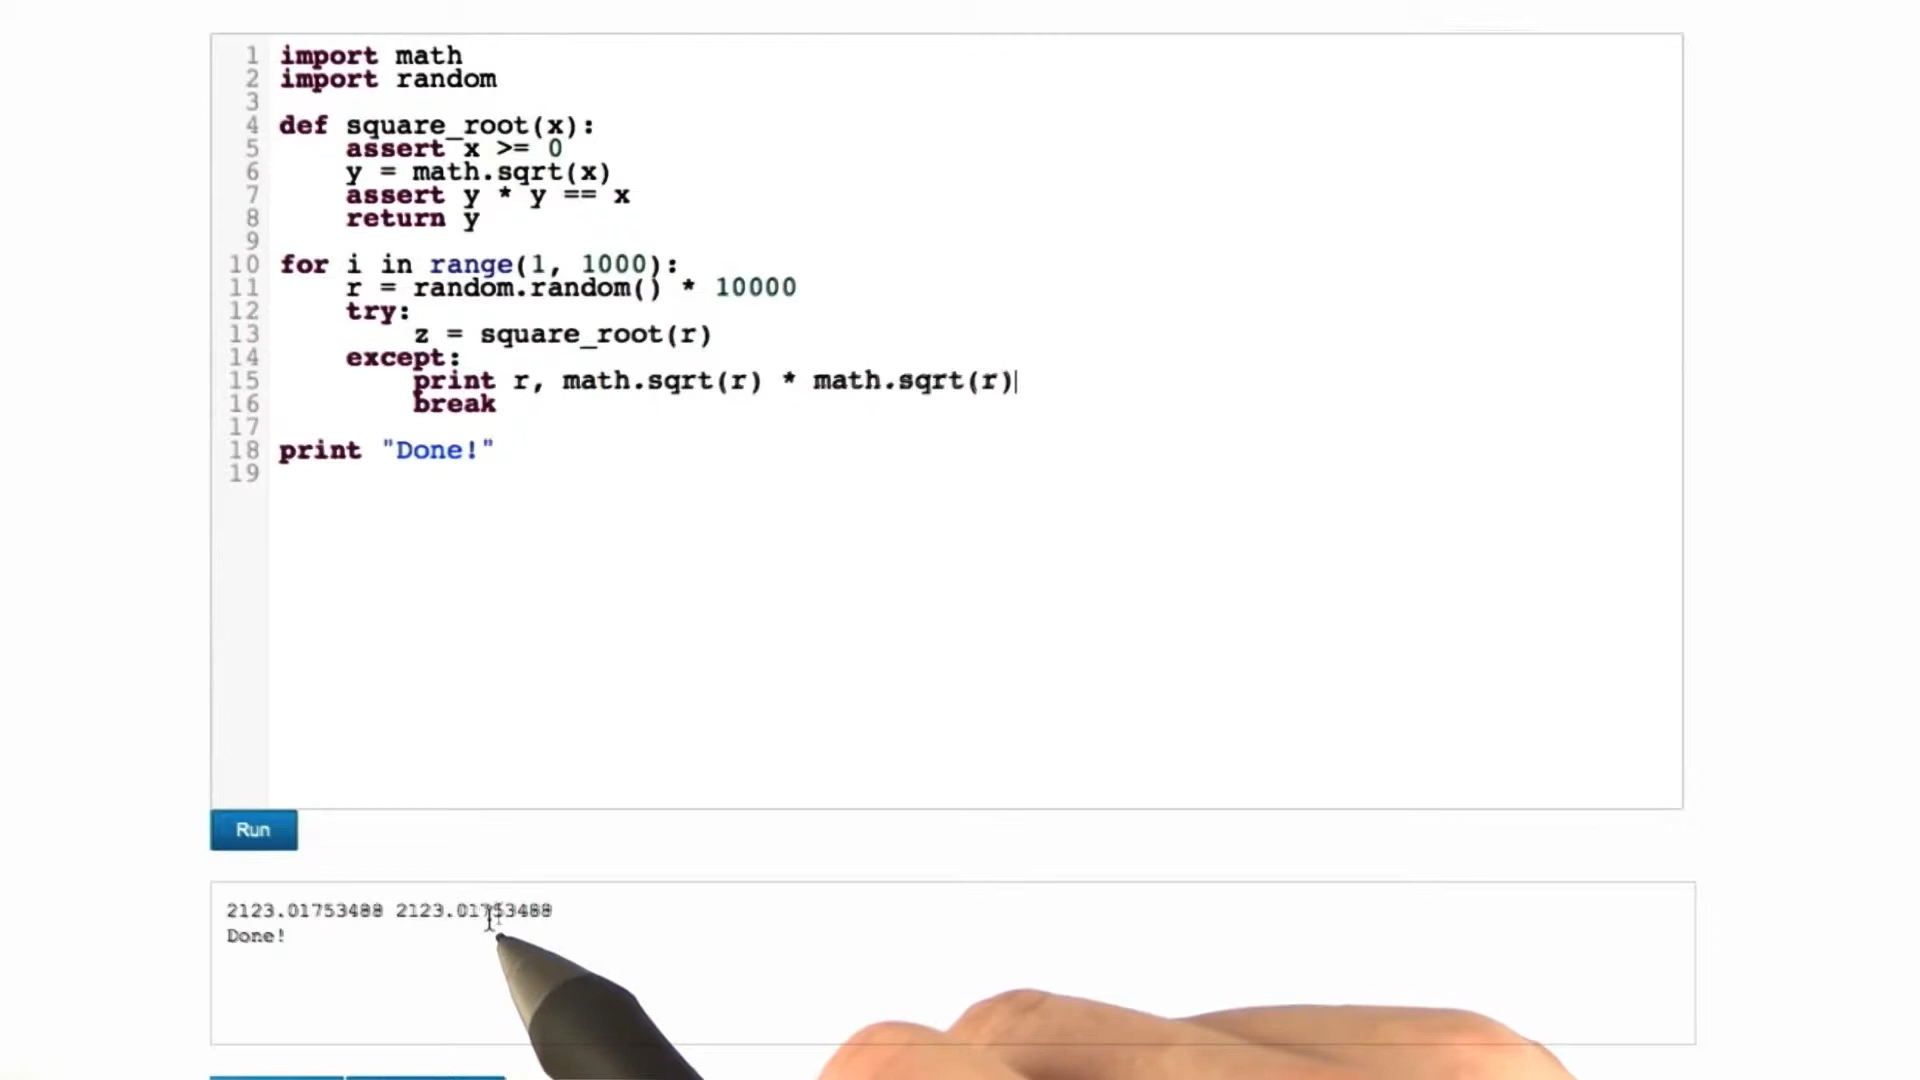 1 import math
2 import random
3
4 def square_root(x):
5     assert x >= 0
6     y = math.sqrt(x)
7     assert y * y == x
8     return y
9
10 for i in range(1, 1000):
11     r = random.random() * 10000
12     try:
13         z = square_root(r)
14     except:
15         print r, math.sqrt(r) * math.sqrt(r)
16         break
17
18 print "Done!"
19
Run
2123.01753488 2123.01753488
Done!